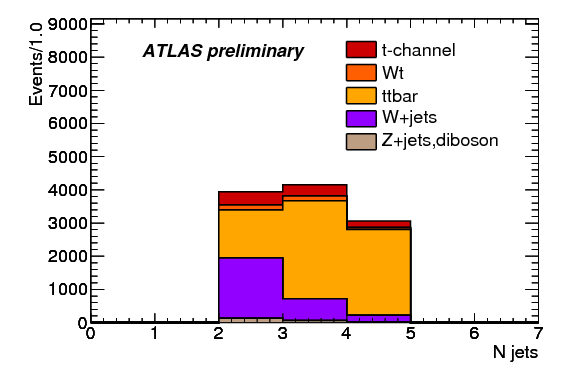 Events/1.0
9000
8000
7000
6000
5000
4000
3000
2000
1000
0
ATLAS preliminary
t-channel
Wt
ttbar
W+jets
Z+jets,diboson
0 1 2 3 4 5 6 7
N jets